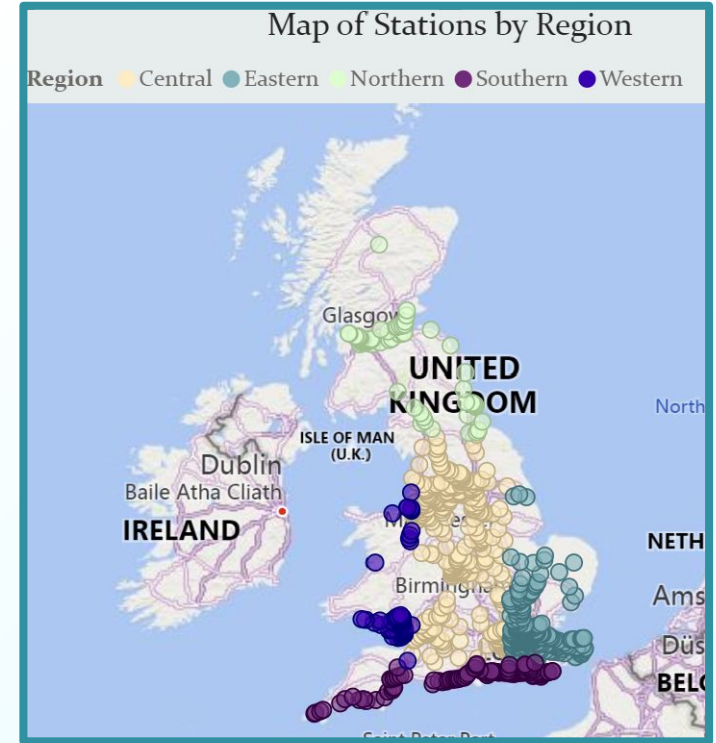 Map of Stations by Region
Region Central Eastern Northern Southern Western
Glasgow
UNITED
KINGDOM
North
ISLE OF MAN
(U.K.)
Dublin
Baile Atha Cliath
IRELAND
NETH
Birmingha
Ams
Düs
BEL